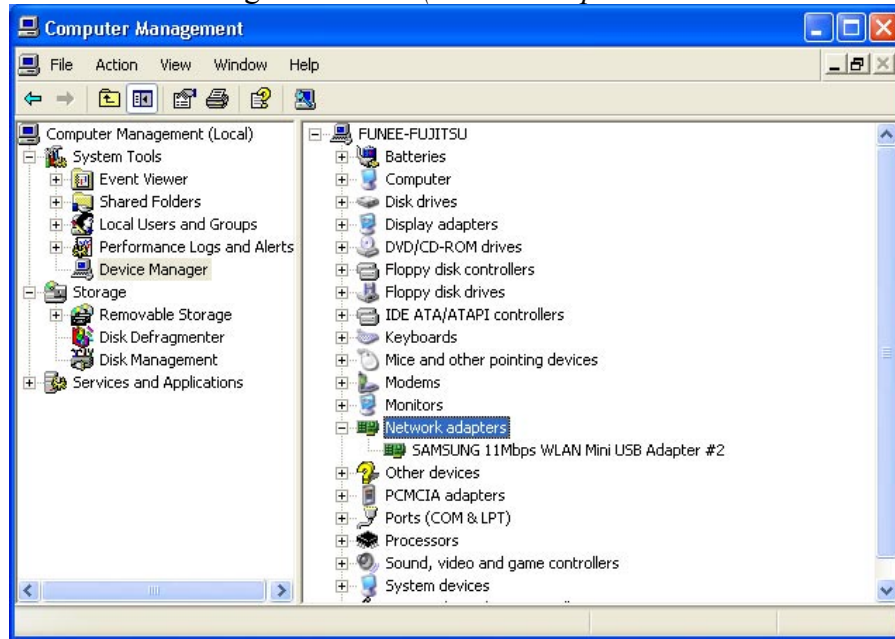 Computer Management
File Action View Window Help
Computer Management (Local)
System Tools
Event Viewer
Shared Folders
Local Users and Groups
Performance Logs and Alerts
Device Manager
Storage
Removable Storage
Disk Defragmenter
Disk Management
Services and Applications
FUNEE-FUJITSU
Batteries
Computer
Disk drives
Display adapters
DVD/CD-ROM drives
Floppy disk controllers
Floppy disk drives
IDE ATA/ATAPI controllers
Keyboards
Mice and other pointing devices
Modems
Monitors
Network adapters
SAMSUNG 11Mbps WLAN Mini USB Adapter #2
Other devices
PCMCIA adapters
Ports (COM & LPT)
Processors
Sound, video and game controllers
System devices